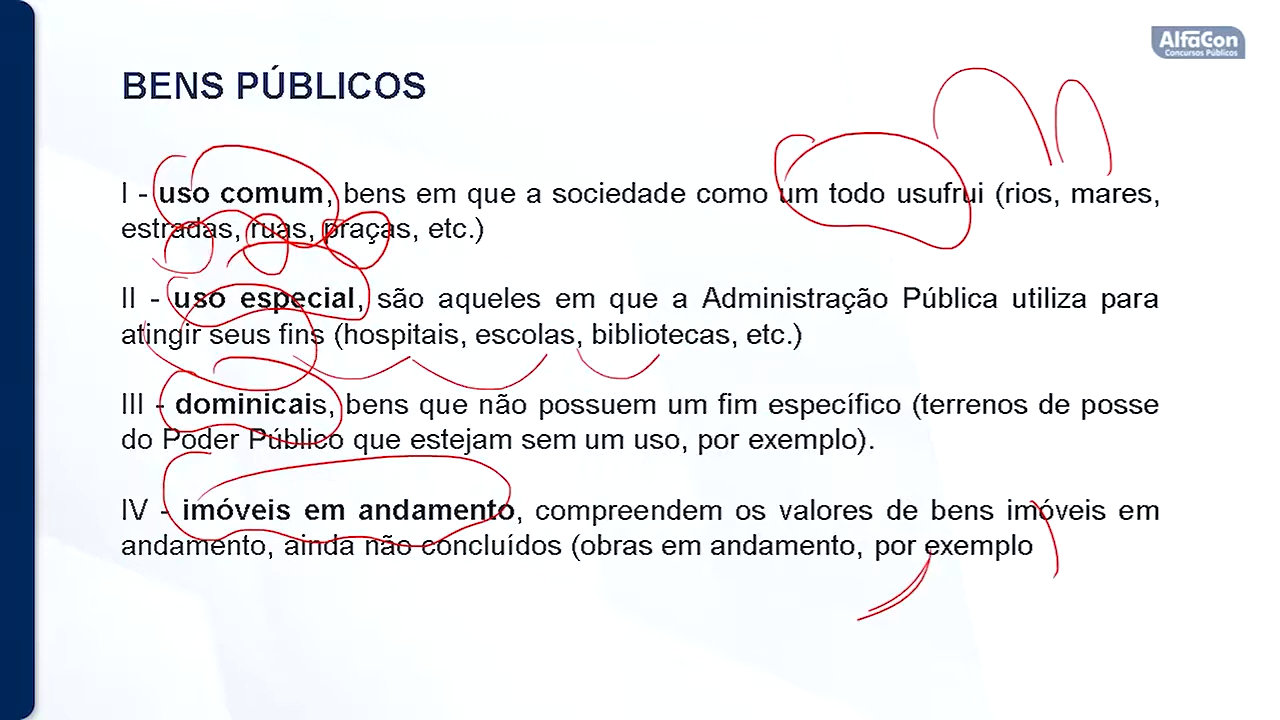 AlfaCon
Concursos Públicos
BENS PÚBLICOS
I - uso comum, bens em que a sociedade como um todo usufrui (rios, mares,
estradas, ruas, praças, etc.)
II - uso especial, são aqueles em que a Administração Pública utiliza para
atingir seus fins (hospitais, escolas, bibliotecas, etc.)
III - dominicais, bens que não possuem um fim específico (terrenos de posse
do Poder Público que estejam sem um uso, por exemplo).
IV - imóveis em andamento, compreendem os valores de bens imóveis em
andamento, ainda não concluídos (obras em andamento, por exemplo